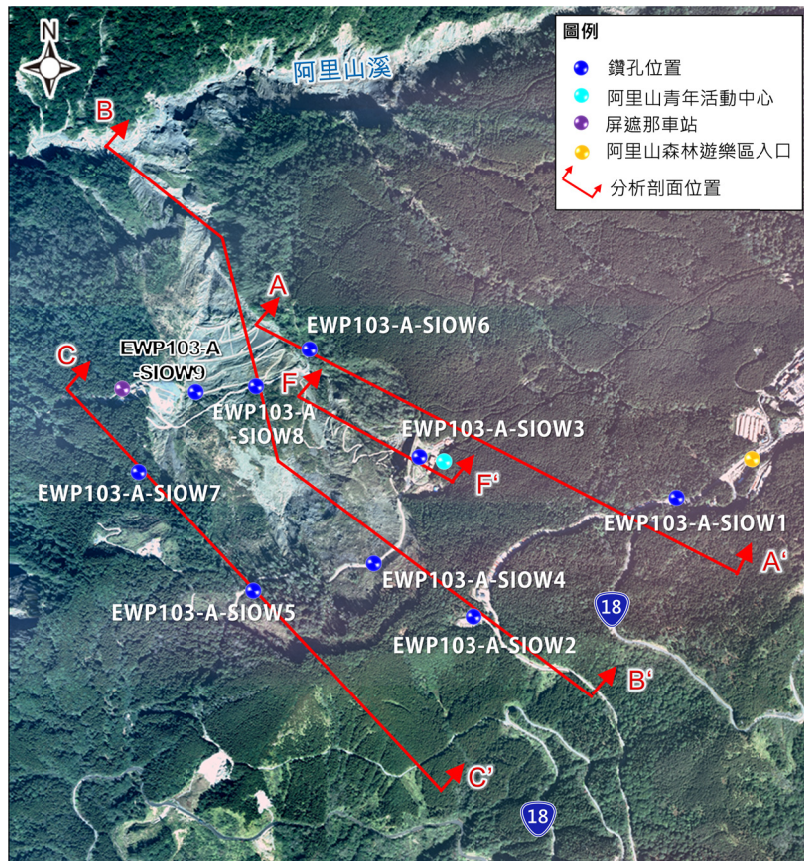 N
圖例
鑽孔位置
阿里山青年活動中心
屏遮那車站
阿里山森林遊樂區入口
分析剖面位置
阿里山溪
B
A
EWP103-A-SIOW6
C
EWP103-A
-SIOW9
F
EWP103-A
-SIOW8
EWP103-A-SIOW3
EWP103-A-SIOW7
F‘
EWP103-A-SIOW1
A‘
EWP103-A-SIOW4
EWP103-A-SIOW5
18
EWP103-A-SIOW2
B‘
C’
18